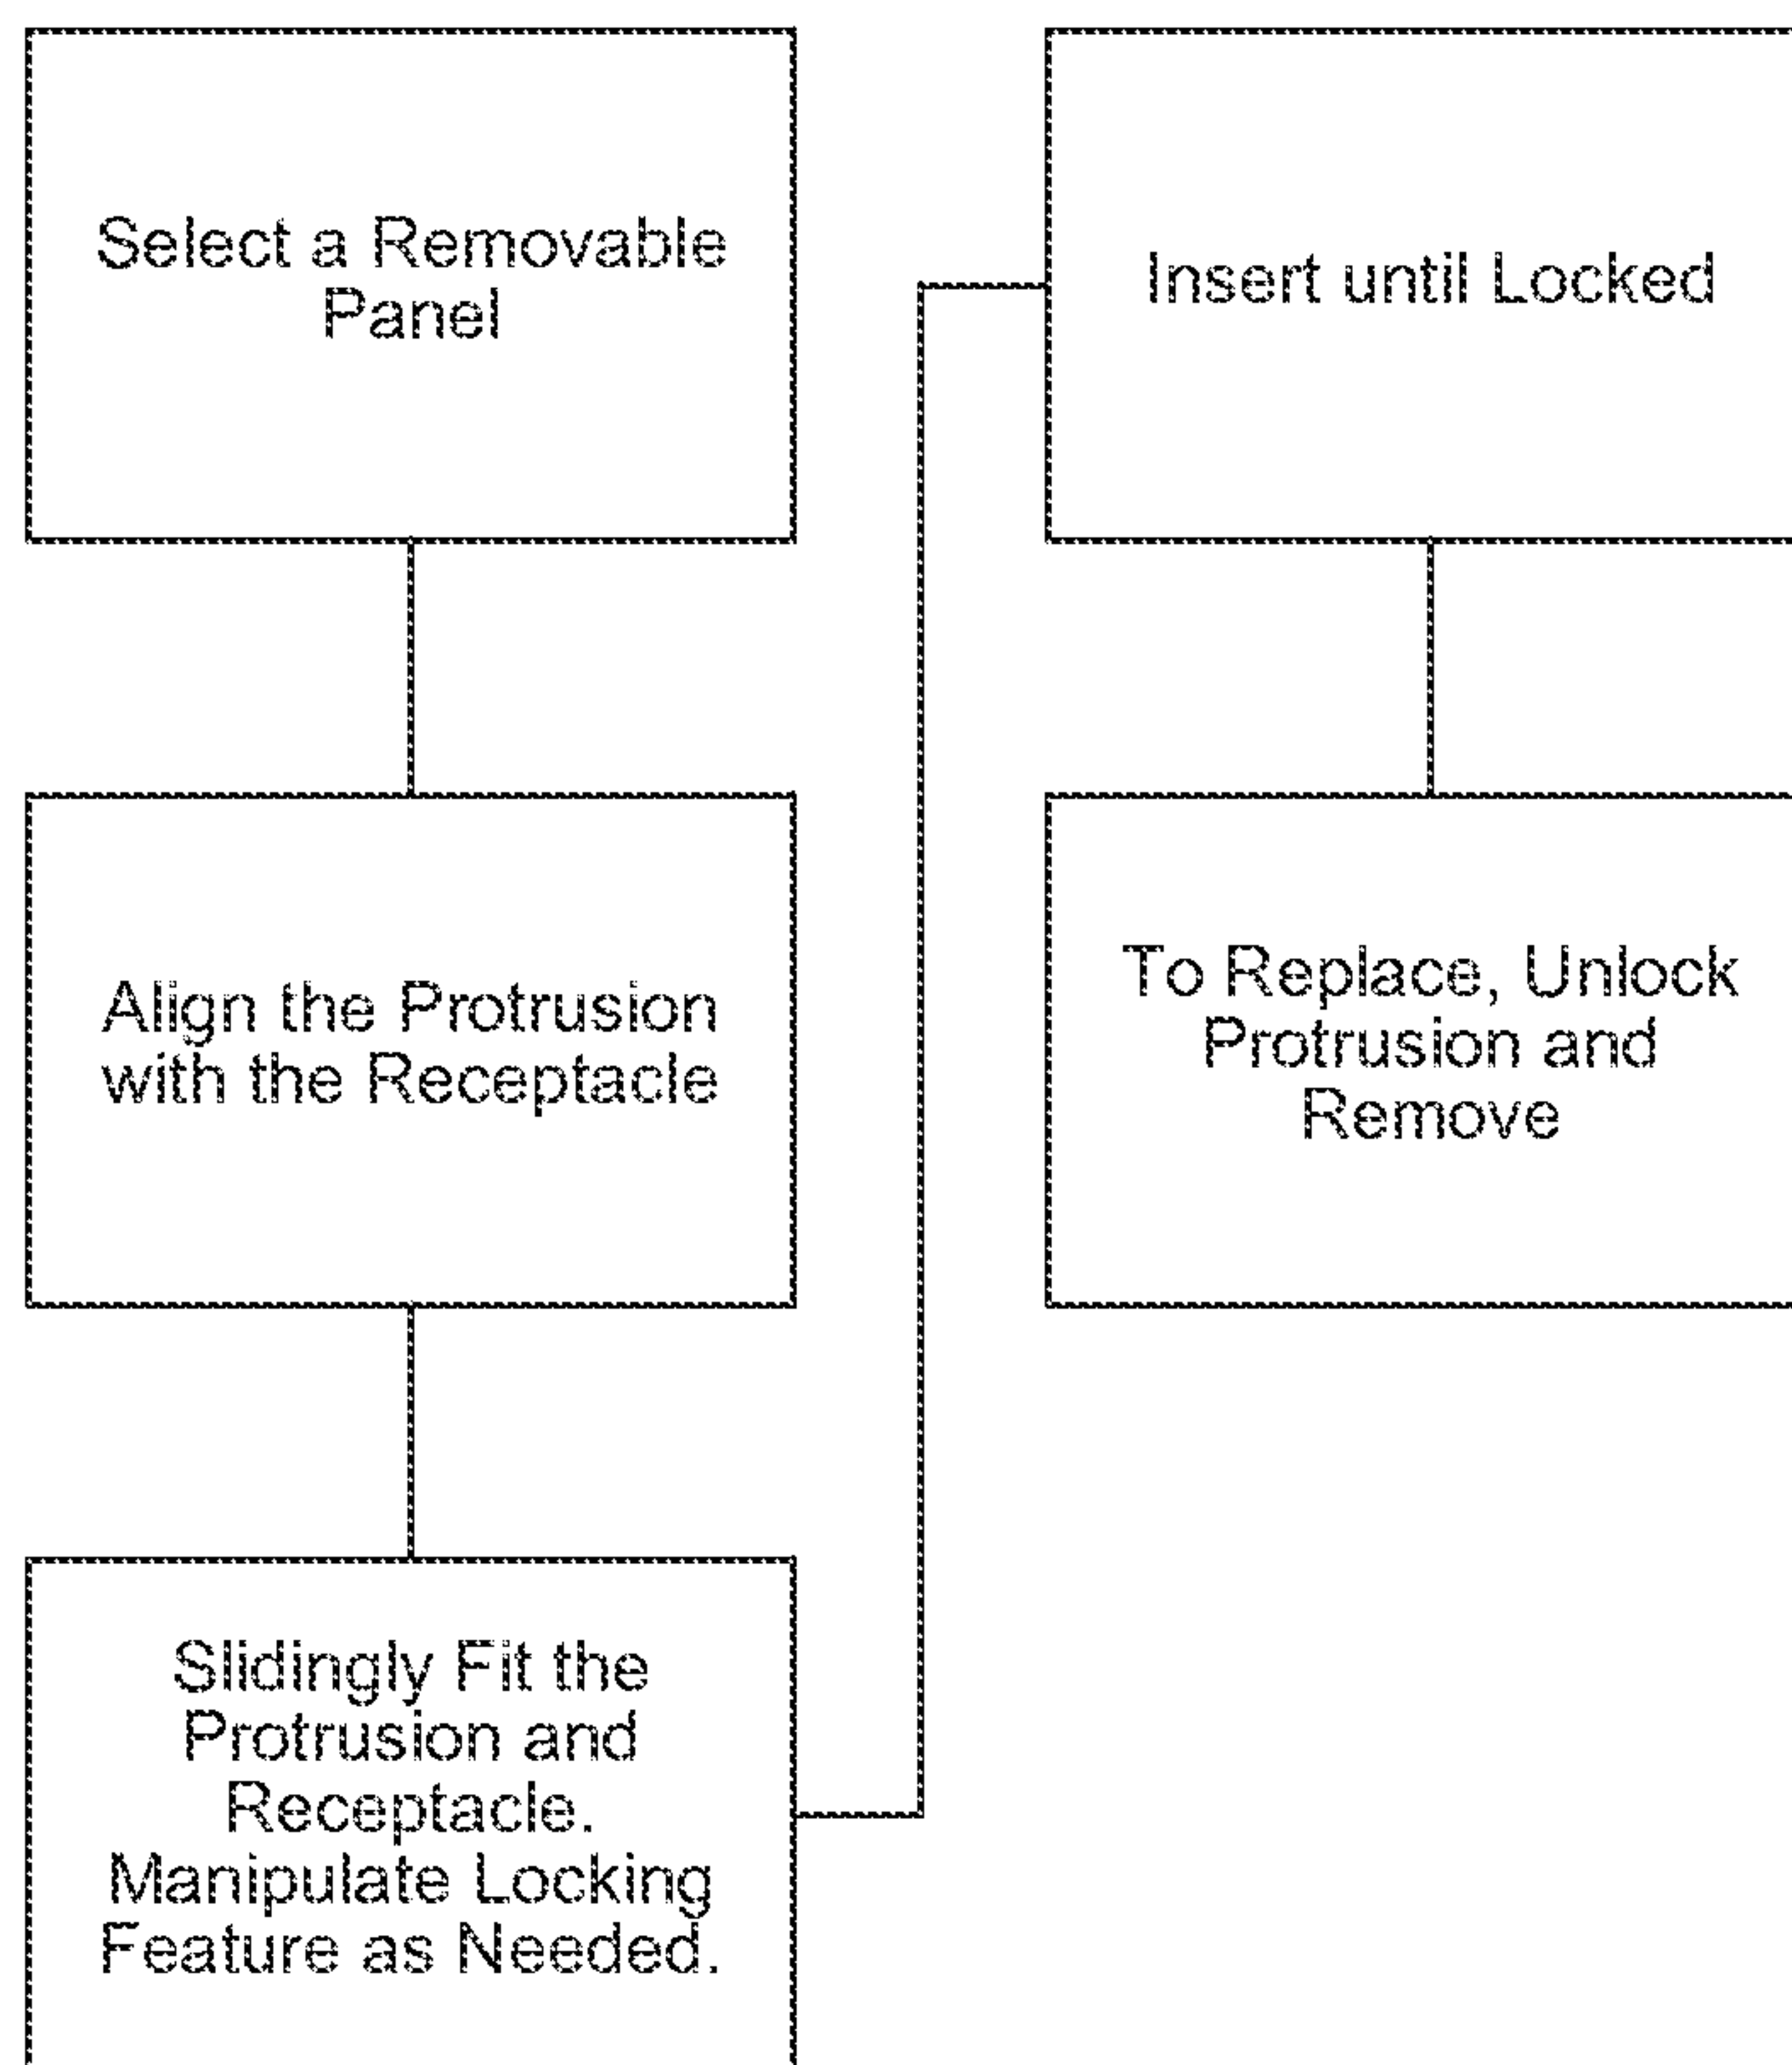 Select a Removable
Panel
Align the Protrusion
with the Receptacle
Slidingly Fit the
Protrusion and
Receptacle.
Manipulate Locking
Feature as Needed.
Insert until Locked
To Replace, Unlock
Protrusion and
Remove